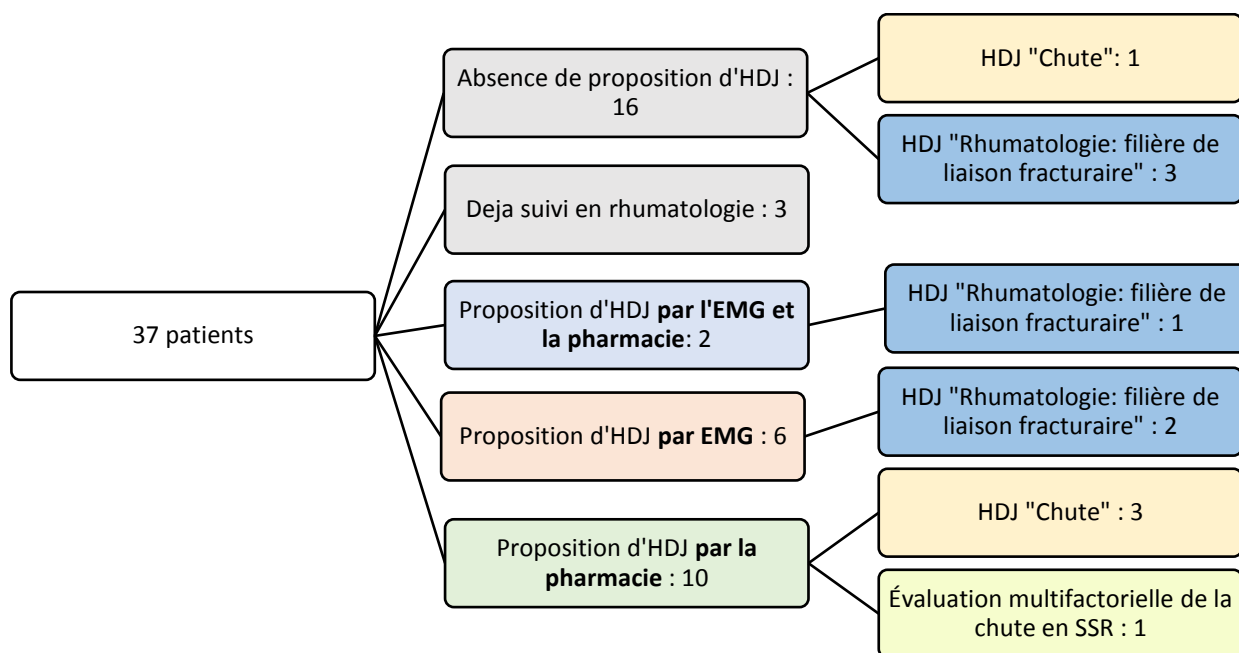 37 patients
Absence de proposition d'HDJ :
16
HDJ "Chute": 1
HDJ "Rhumatologie: filière de
liaison fracturaire" : 3
Deja suivi en rhumatologie : 3
Proposition d'HDJ par l'EMG et
la pharmacie: 2
HDJ "Rhumatologie: filière de
liaison fracturaire" : 1
Proposition d'HDJ par EMG : 6
HDJ "Rhumatologie: filière de
liaison fracturaire" : 2
Proposition d'HDJ par la
pharmacie : 10
HDJ "Chute" : 3
Évaluation multifactorielle de la
chute en SSR : 1